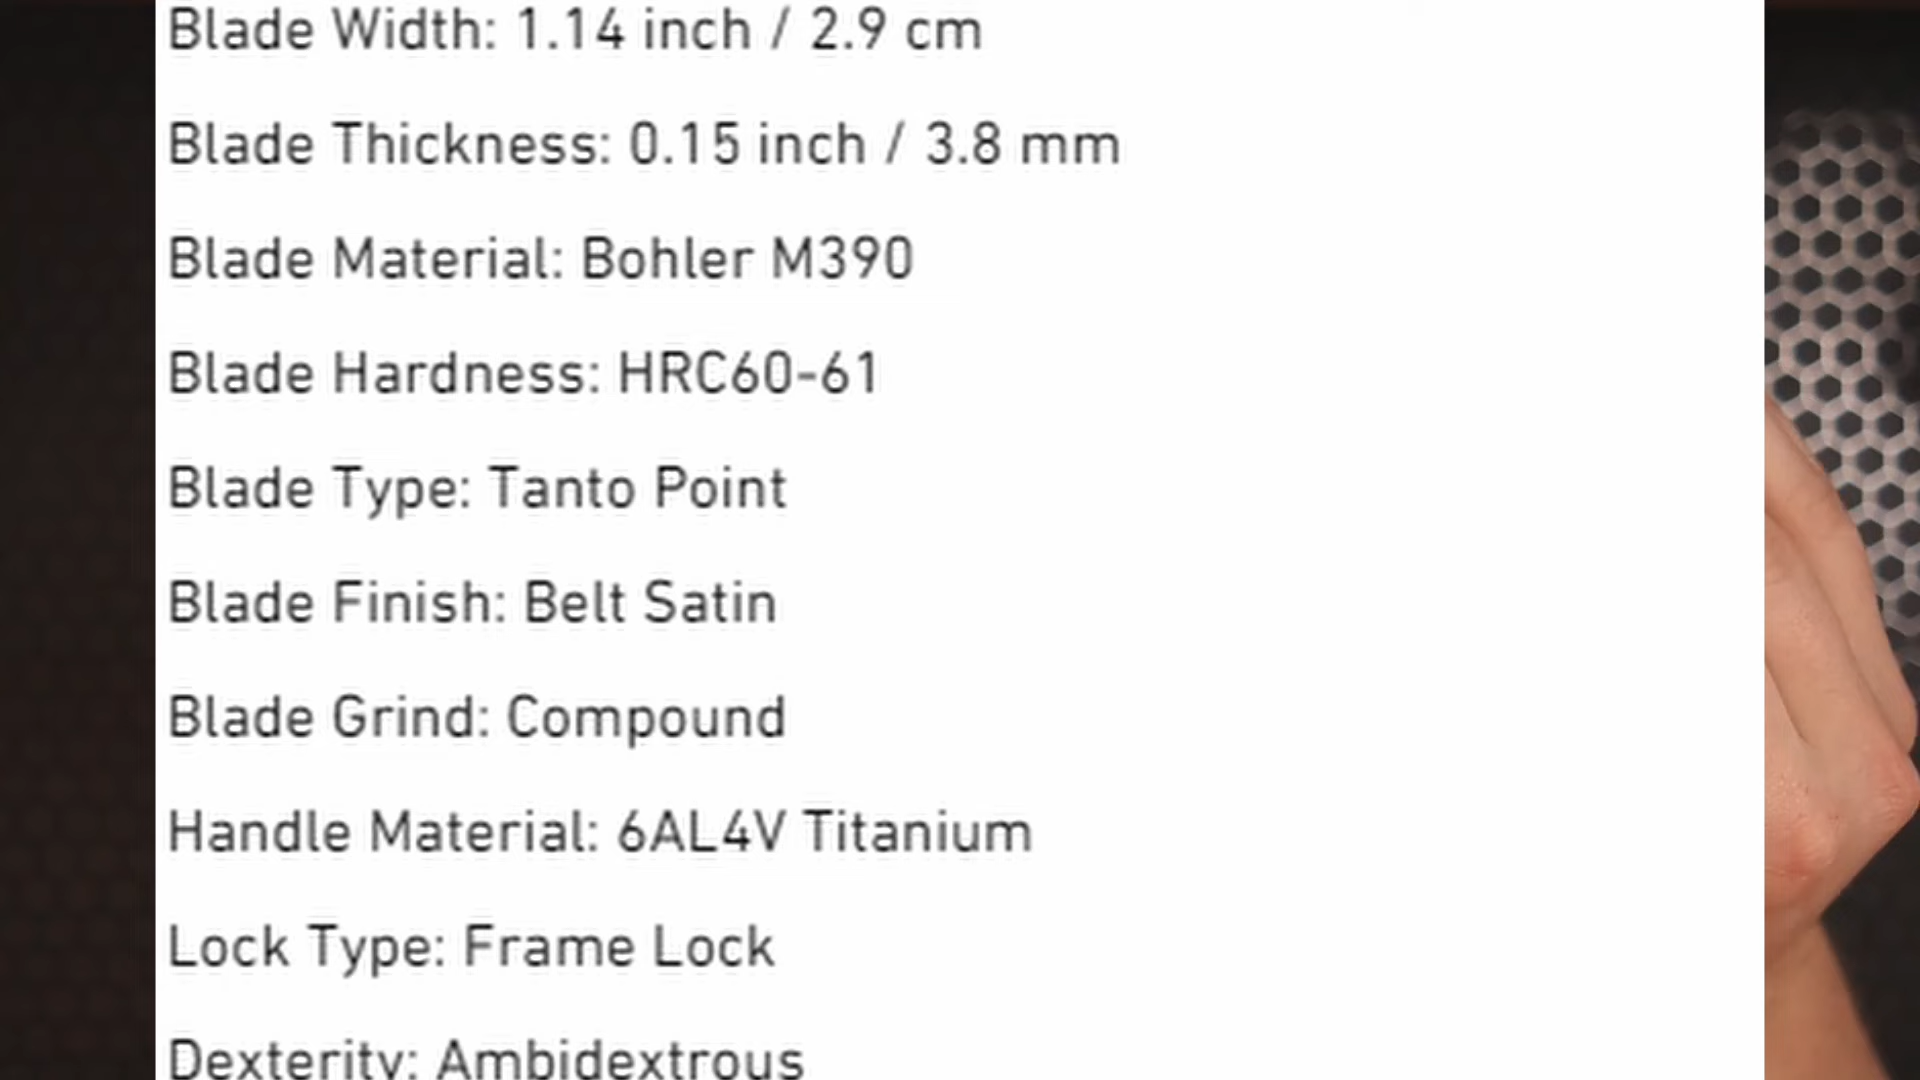 Blade Width: 1.14 inch / 2.9 cm
Blade Thickness: 0.15 inch / 3.8 mm
Blade Material: Bohler M390
Blade Hardness: HRC60-61
Blade Type: Tanto Point
Blade Finish: Belt Satin
Blade Grind: Compound
Handle Material: 6AL4V Titanium
Lock Type: Frame Lock
Dexterity: Ambidextrous